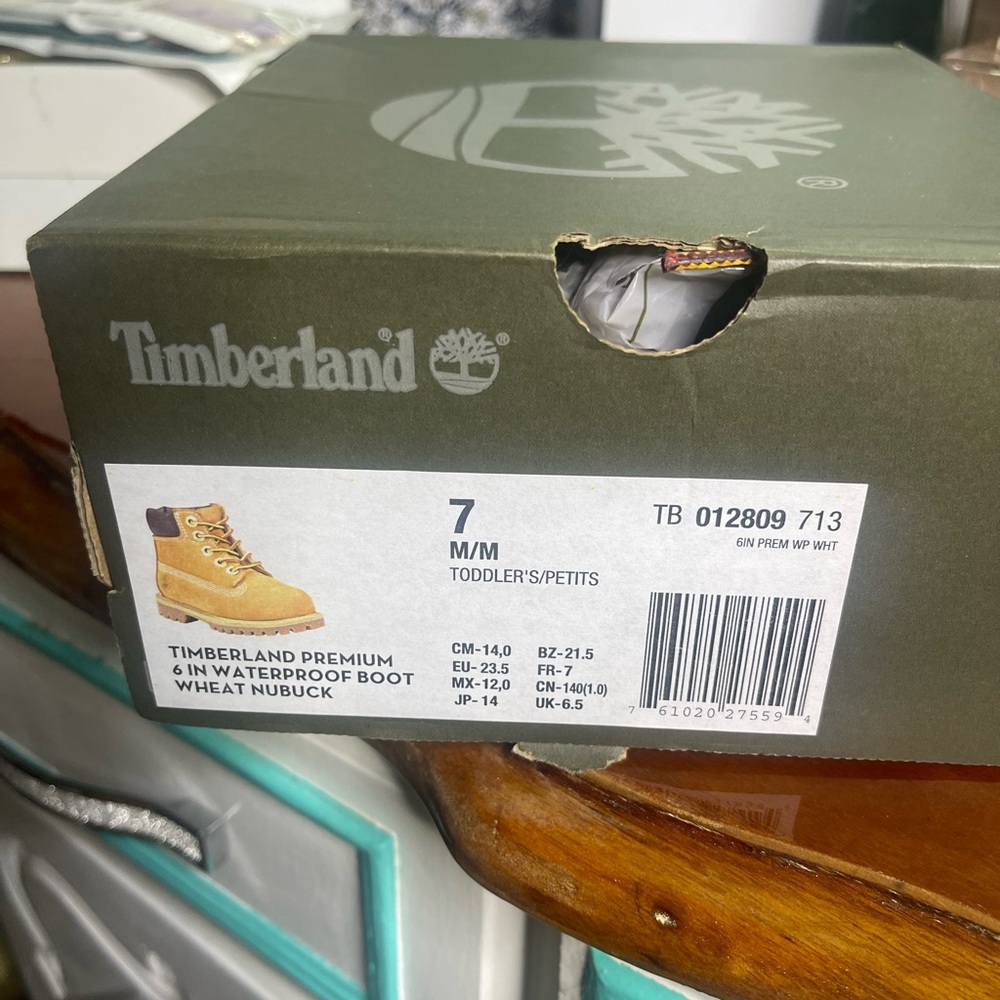 ®
Timberland® ®
7
M/M
TODDLER'S/PETITS
TB 012809 713
6IN PREM WP WHT
TIMBERLAND PREMIUM
6 IN WATERPROOF BOOT
WHEAT NUBUCK
CM-14,0 BZ-21.5
EU-23.5 FR-7
MX-12,0 CN-140(1.0)
JP-14 UK-6.5
7 61020 27559 4